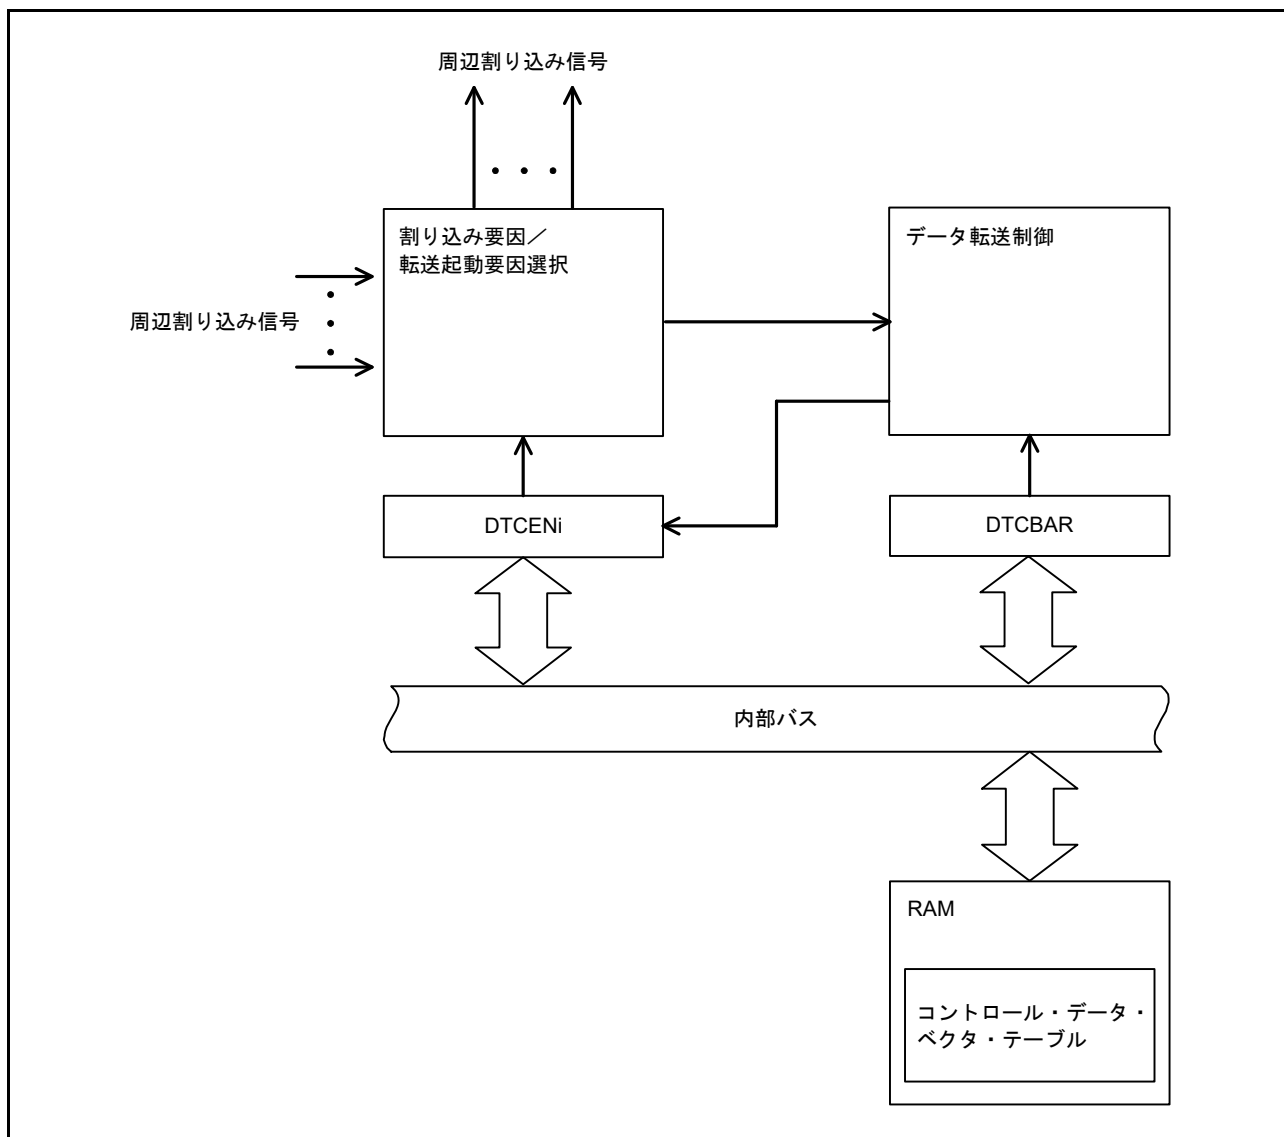 周辺割り込み信号
割り込み要因／
転送起動要因選択
データ転送制御
周辺割り込み信号
DTCENi
DTCBAR
内部バス
RAM
コントロール・データ・
ベクタ・テーブル